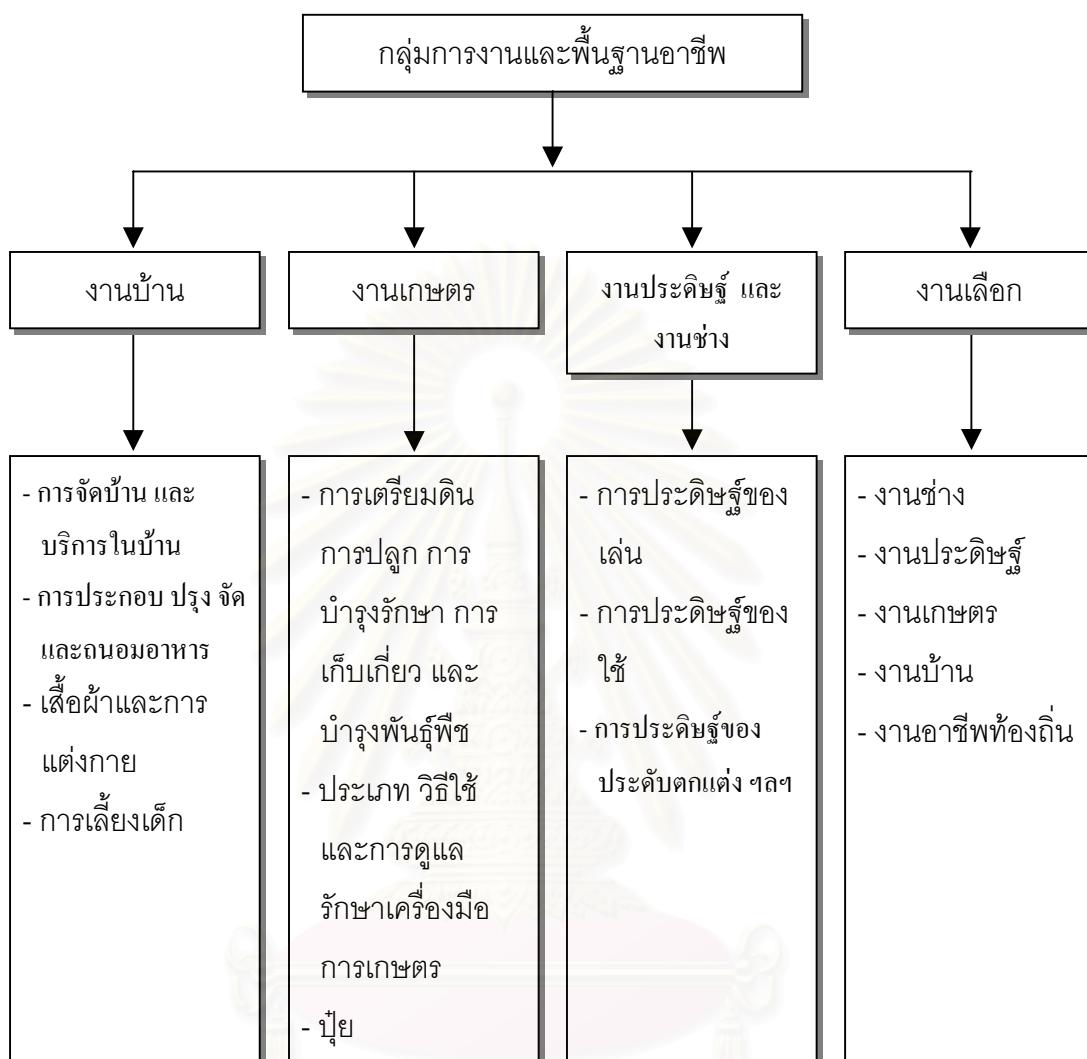 กลุ่มการงานและพื้นฐานอาชีพ
งานบ้าน
งานเกษตร
งานประดิษฐ์ และ
งานช่าง
งานเลือก
- การจัดบ้าน และ
บริการในบ้าน
- การประกอบ ปรุง จัด
และถนอมอาหาร
- เสื้อผ้าและการ
แต่งกาย
- การเลี้ยงเด็ก
- การเตรียมดิน
การปลูก การ
บำรุงรักษา การ
เก็บเกี่ยว และ
บำรุงพันธุ์พืช
- ประเภท วิธีใช้
และการดูแล
รักษาเครื่องมือ
การเกษตร
- ปุ๋ย
- การประดิษฐ์ของ
เล่น
- การประดิษฐ์ของ
ใช้
- การประดิษฐ์ของ
ประดับตกแต่ง ฯลฯ
- งานช่าง
- งานประดิษฐ์
- งานเกษตร
- งานบ้าน
- งานอาชีพท้องถิ่น